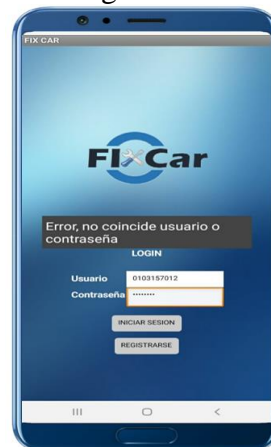 FIX CAR
FixCar
Error, no coincide usuario o
contraseña
LOGIN
Usuario 0103157012
Contraseña ········
INICIAR SESION
REGISTRARSE